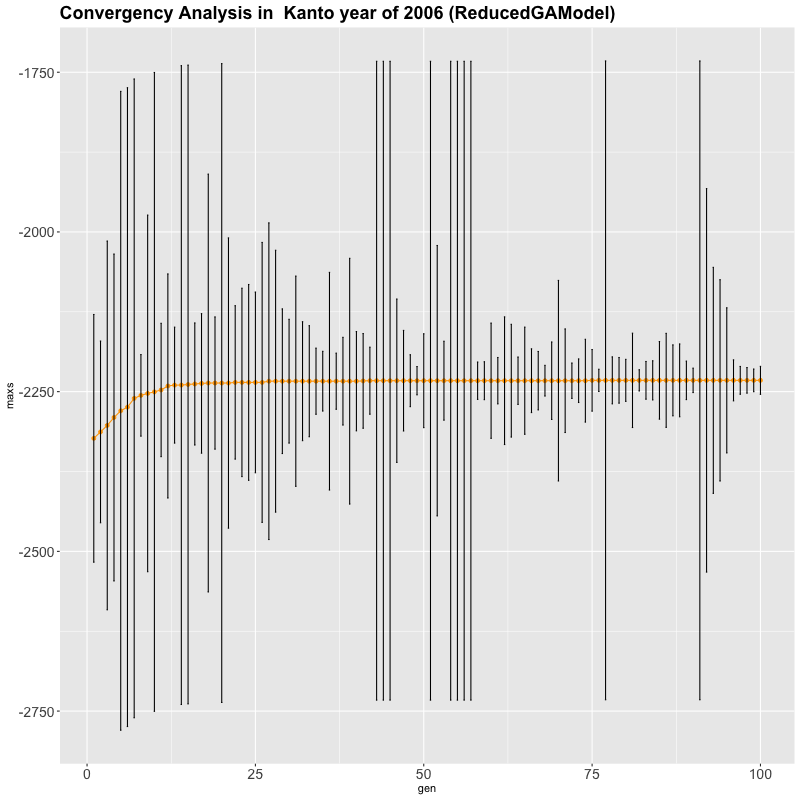 Convergency Analysis in  Kanto year of 2006 (ReducedGAModel)
maxs
-1750
-2000
-2250
-2500
-2750
0 25 50 75 100
gen